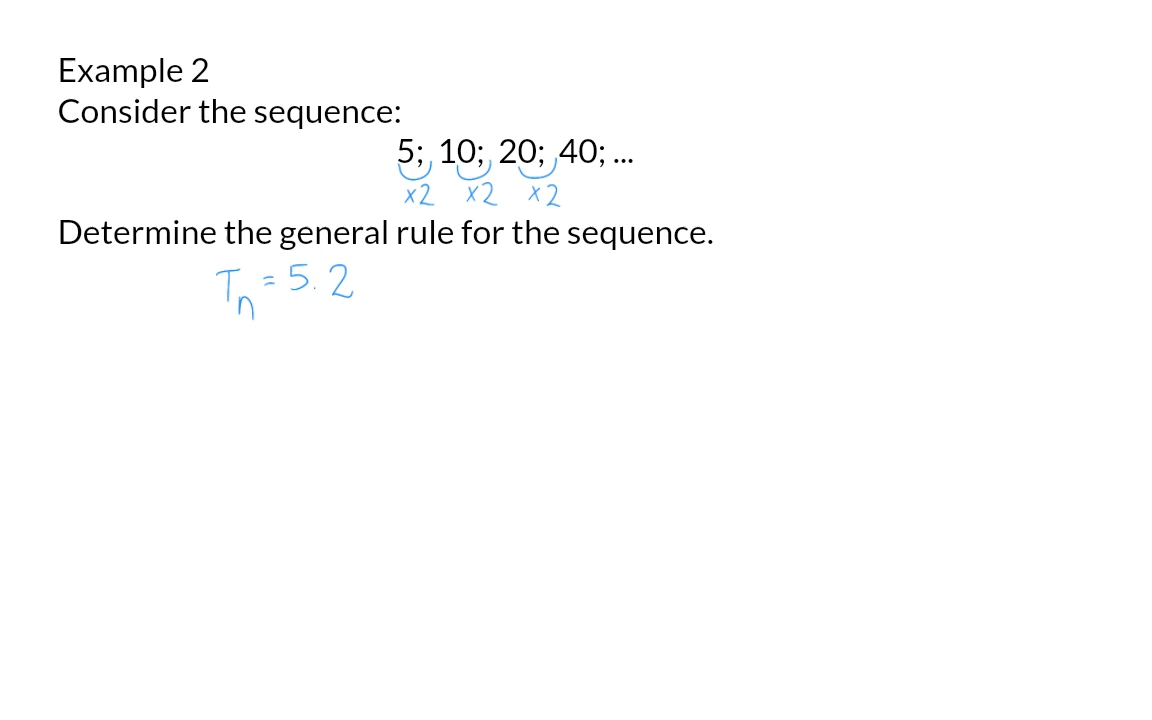 Example 2
Consider the sequence:
5; 10; 20; 40; ...
×2 ×2 ×2
Determine the general rule for the sequence.
Tₙ = 5.2